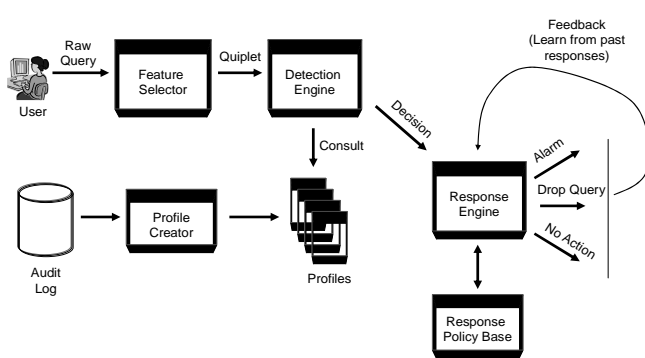 Feedback
(Learn from past
responses)
Raw
Query
Quiplet
Feature
Selector
Detection
Engine
User
Decision
Consult
Alarm
Drop Query
No Action
Response
Engine
Profile
Creator
Audit
Log
Profiles
Response
Policy Base